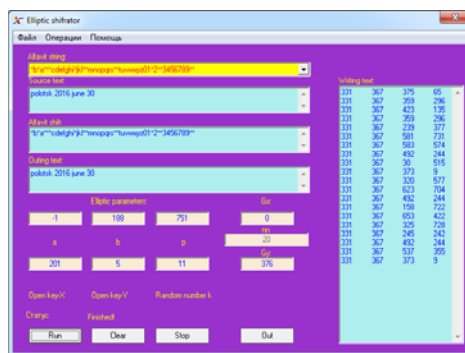 Elliptic shifrator
Файл Операции Помощь
Altavit string:
Source text:
polotsk 2016 june 30
Altavit shifr
Outing text:
polotsk 2016 june 30
Elliptic parameters:
-1 188 751
a b p
201 5 11
Open key-X Open key-Y Random number k
Gx:
0
nn
20
Gy:
376
Статус: Finished!
Run Clear Stop Out
Writing text:
331 367 375 65
331 367 359 296
331 367 423 135
331 367 359 296
331 367 239 377
331 367 581 731
331 367 583 574
331 367 492 244
331 367 30 515
331 367 373 9
331 367 320 577
331 367 623 704
331 367 492 244
331 367 158 722
331 367 653 422
331 367 325 728
331 367 245 242
331 367 492 244
331 367 537 355
331 367 373 9